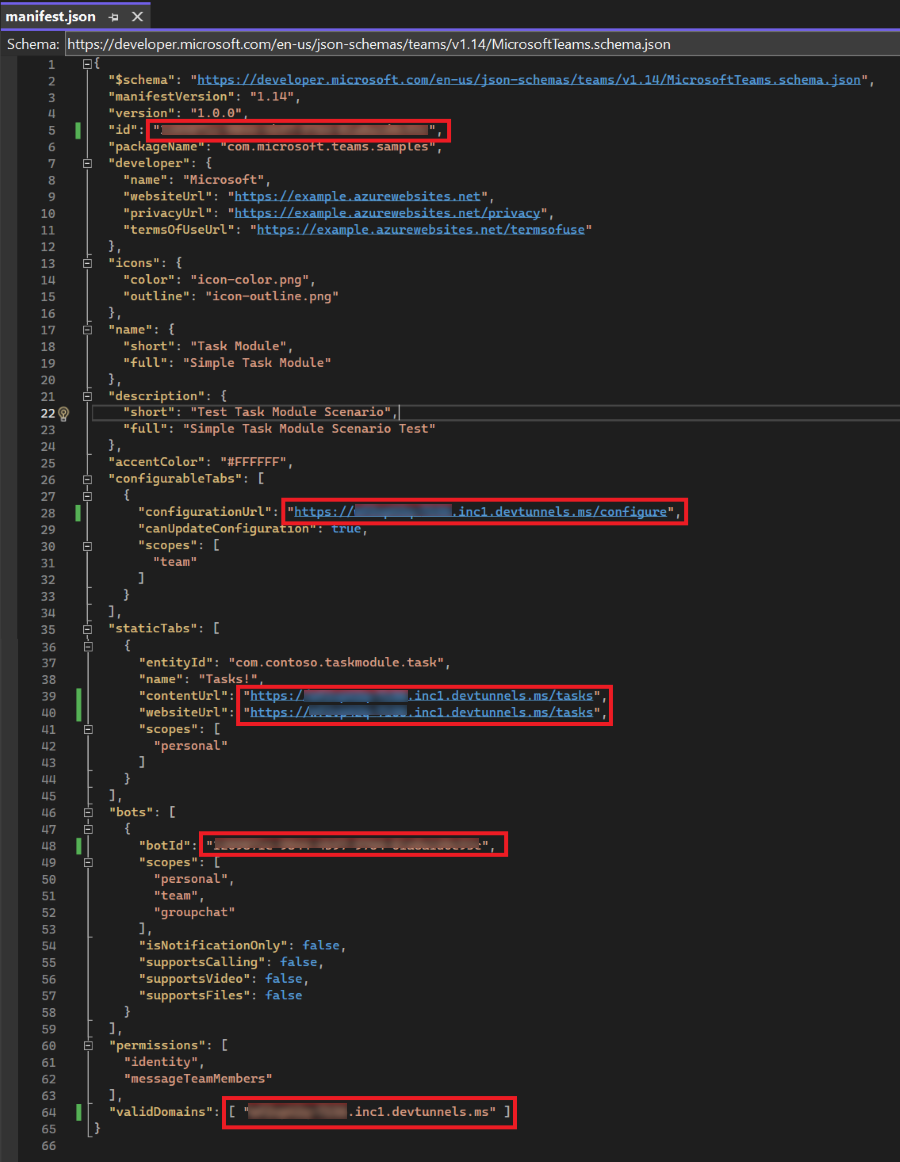 manifest.json
Schema: https://developer.microsoft.com/en-us/json-schemas/teams/v1.14/MicrosoftTeams.schema.json
1 {
2 "$schema": "https://developer.microsoft.com/en-us/json-schemas/teams/v1.14/MicrosoftTeams.schema.json",
3 "manifestVersion": "1.14",
4 "version": "1.0.0",
5 "id": "",
6 "packageName": "com.microsoft.teams.samples",
7 "developer": {
8 "name": "Microsoft",
9 "websiteUrl": "https://example.azurewebsites.net",
10 "privacyUrl": "https://example.azurewebsites.net/privacy",
11 "termsOfUseUrl": "https://example.azurewebsites.net/termsofuse"
12 },
13 "icons": {
14 "color": "icon-color.png",
15 "outline": "icon-outline.png"
16 },
17 "name": {
18 "short": "Task Module",
19 "full": "Simple Task Module"
20 },
21 "description": {
22 "short": "Test Task Module Scenario",
23 "full": "Simple Task Module Scenario Test"
24 },
25 "accentColor": "#FFFFFF",
26 "configurableTabs": [
27 {
28 "configurationUrl": "https://.inc1.devtunnels.ms/configure",
29 "canUpdateConfiguration": true,
30 "scopes": [
31 "team"
32 ]
33 }
34 ],
35 "staticTabs": [
36 {
37 "entityId": "com.contoso.taskmodule.task",
38 "name": "Tasks!",
39 "contentUrl": "https:/.inc1.devtunnels.ms/tasks",
40 "websiteUrl": "https://.inc1.devtunnels.ms/tasks",
41 "scopes": [
42 "personal"
43 ]
44 }
45 ],
46 "bots": [
47 {
48 "botId": "",
49 "scopes": [
50 "personal",
51 "team",
52 "groupchat"
53 ],
54 "isNotificationOnly": false,
55 "supportsCalling": false,
56 "supportsVideo": false,
57 "supportsFiles": false
58 }
59 ],
60 "permissions": [
61 "identity",
62 "messageTeamMembers"
63 ],
64 "validDomains": [ ".inc1.devtunnels.ms" ]
65 }
66